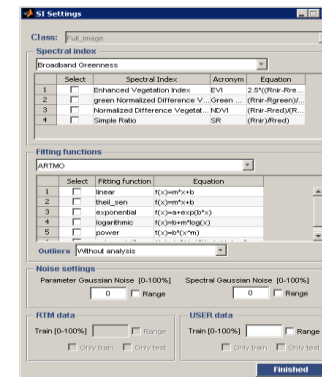 SI Settings
Class: Full_image
Spectral index
Broadband Greenness
Select Spectral Index Acronym Equation
1 Enhanced Vegetation Index EVI 2.5*((Rnir-Rre...
2 green Normalized Difference V... Green ... (Rnir-Rgreen)/...
3 Normalized Difference Vegetat... NDVI (Rnir-Rred)/(R...
4 Simple Ratio SR (Rnir)/Rred)
Fitting functions
ARTMO
Select Fitting function Equation
1 linear f(x)=m*x+b
2 theil_sen f(x)=m*x+b
3 exponential f(x)=a+exp(b*x)
4 logarithmic f(x)=b+m*log(x)
5 power f(x)=b*(x^m)
Outliers Without analysis
Noise settings
Parameter Gaussian Noise [0-100%] Spectral Gaussian Noise [0-100%]
0 Range 0 Range
RTM data USER data
Train [0-100%] Range Train [0-100%] Range
Only train Only test Only train Only test
Finished